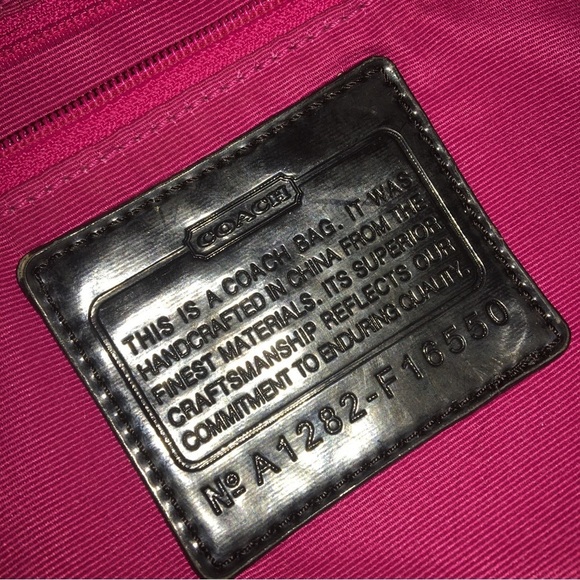 COACH
THIS IS A COACH BAG. IT WAS
HANDCRAFTED IN CHINA FROM THE
FINEST MATERIALS. ITS SUPERIOR
CRAFTSMANSHIP REFLECTS OUR
COMMITMENT TO ENDURING QUALITY.
Nº A1282-F16550